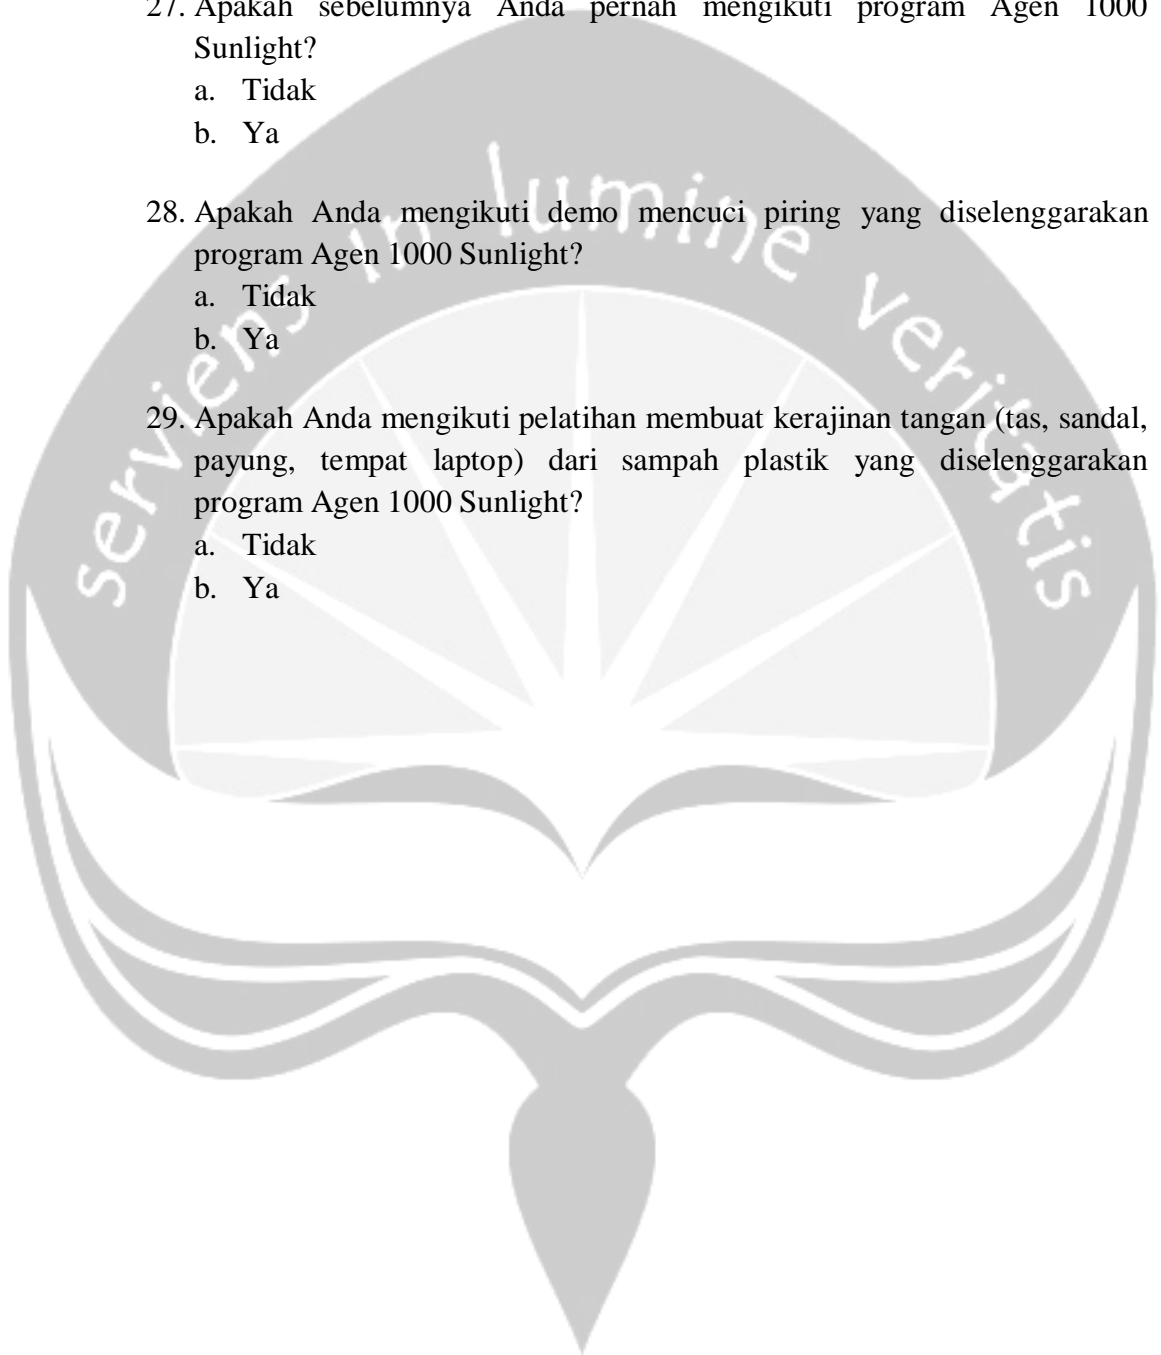 27. Apakah sebelumnya Anda pernah mengikuti program Agen 1000
Sunlight?
a. Tidak
b. Ya
28. Apakah Anda mengikuti demo mencuci piring yang diselenggarakan
program Agen 1000 Sunlight?
a. Tidak
b. Ya
29. Apakah Anda mengikuti pelatihan membuat kerajinan tangan (tas, sandal,
payung, tempat laptop) dari sampah plastik yang diselenggarakan
program Agen 1000 Sunlight?
a. Tidak
b. Ya
serviens in lumine veritatis